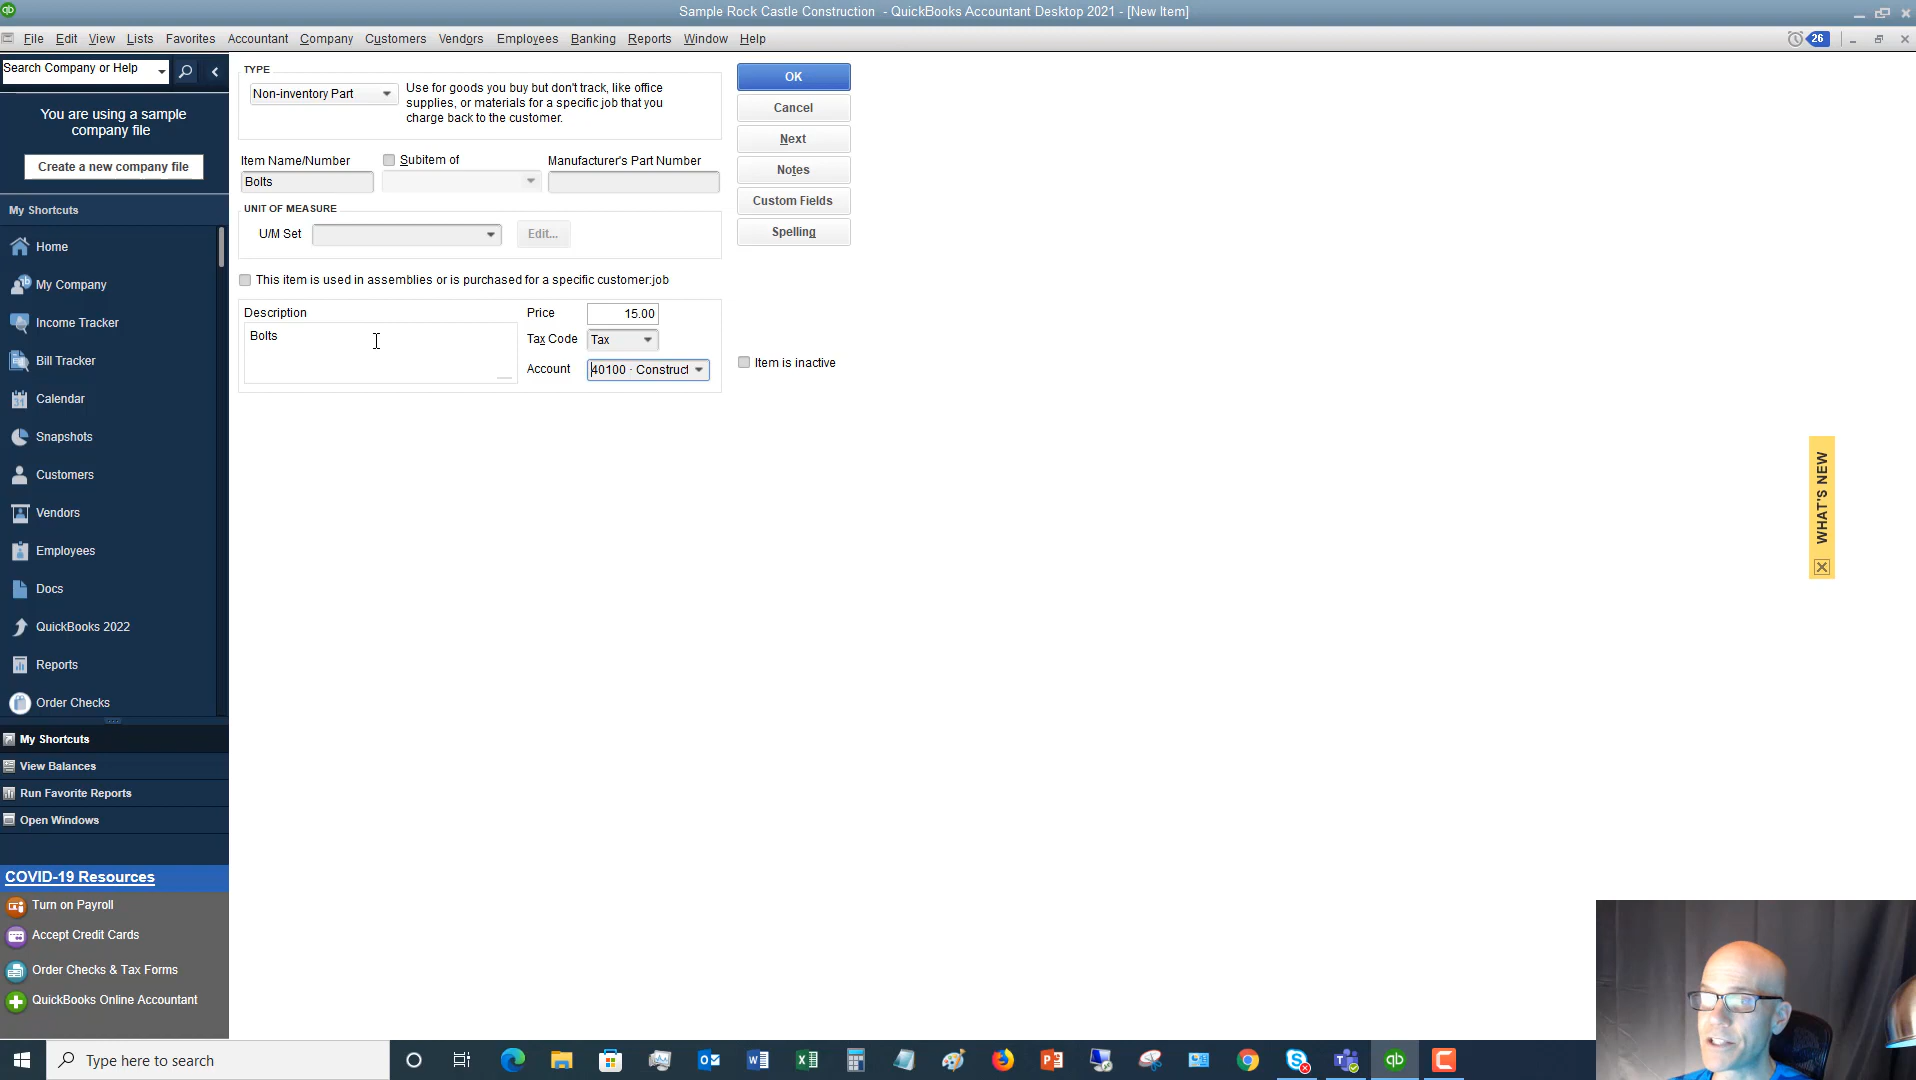 Sample Rock Castle Construction - QuickBooks Accountant Desktop 2021 - [New Item]
File Edit View Lists Favorites Accountant Company Customers Vendors Employees Banking Reports Window Help
26
Search Company or Help
You are using a sample
company file
Create a new company file
My Shortcuts
Home
My Company
Income Tracker
Bill Tracker
Calendar
Snapshots
Customers
Vendors
Employees
Docs
QuickBooks 2022
Reports
Order Checks
My Shortcuts
View Balances
Run Favorite Reports
Open Windows
COVID-19 Resources
Turn on Payroll
Accept Credit Cards
Order Checks & Tax Forms
QuickBooks Online Accountant
TYPE
Non-inventory Part
Use for goods you buy but don't track, like office
supplies, or materials for a specific job that you
charge back to the customer.
Item Name/Number
Subitem of
Manufacturer's Part Number
Bolts
UNIT OF MEASURE
U/M Set
Edit...
This item is used in assemblies or is purchased for a specific customer:job
Description
Bolts
Price
15.00
Tax Code
Tax
Account
40100 · Construct
OK
Cancel
Next
Notes
Custom Fields
Spelling
Item is inactive
WHAT'S NEW
Type here to search